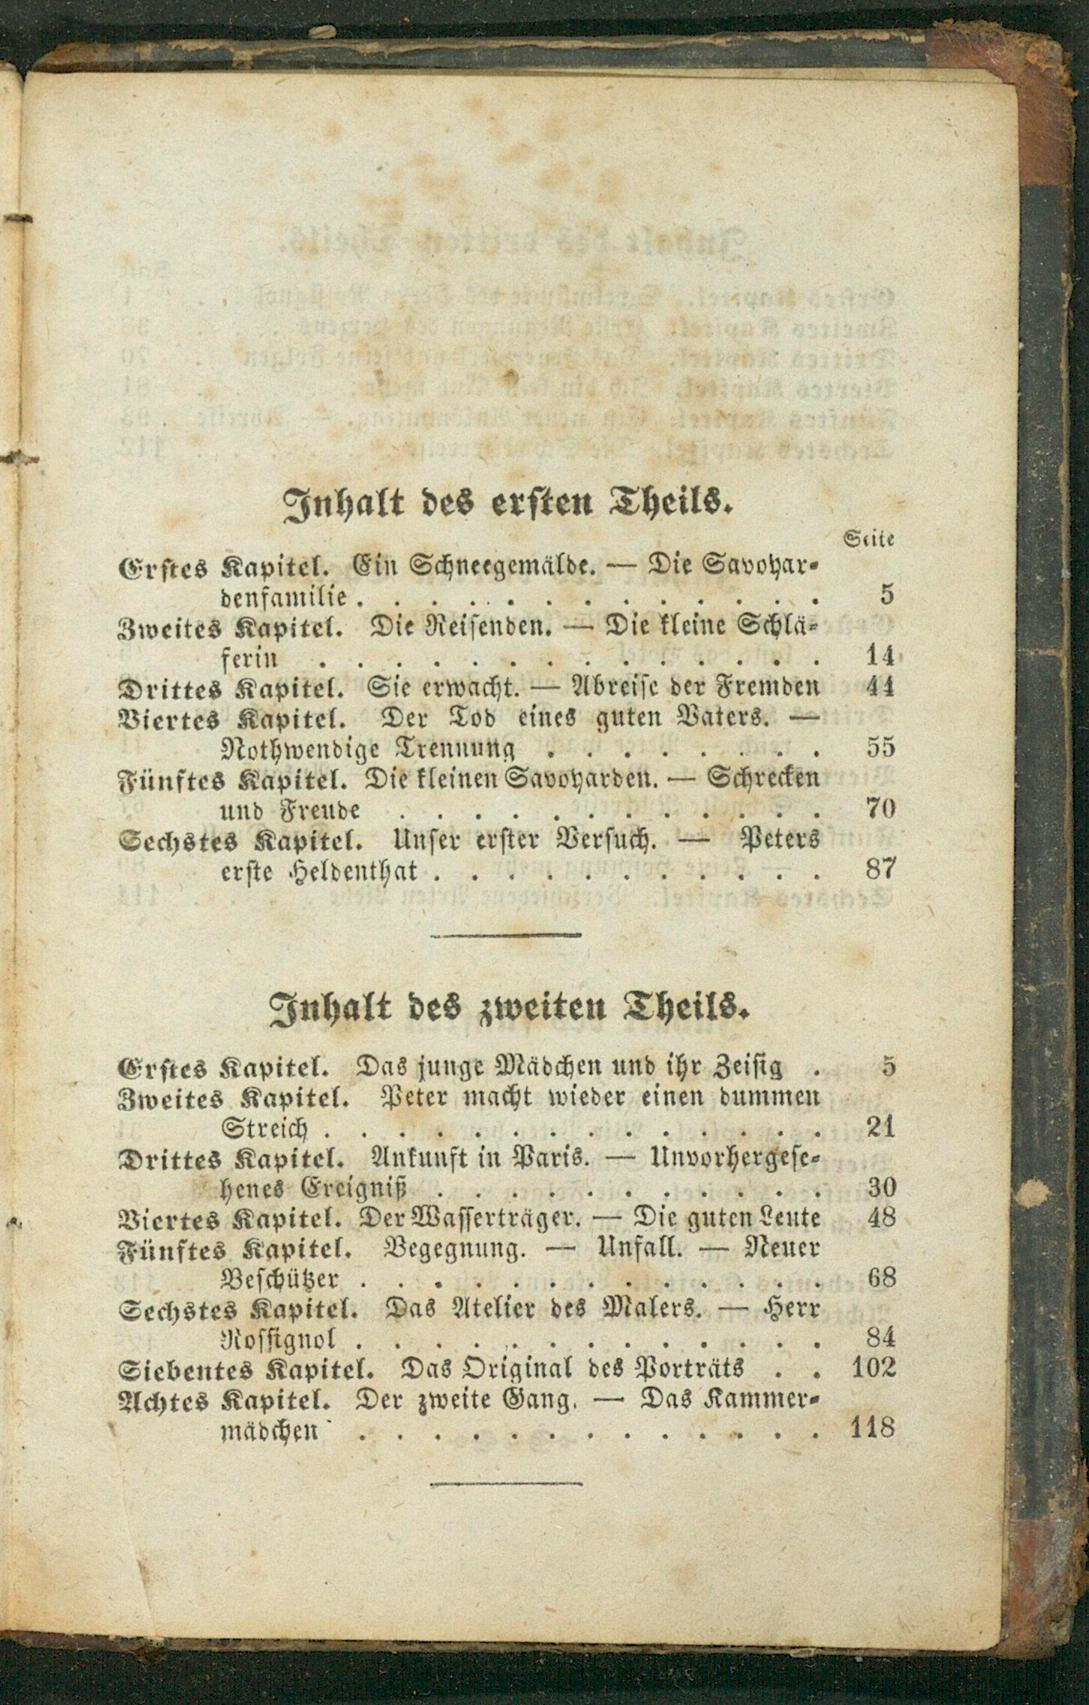 Inhalt des ersten Theils.
Seite
Erstes Kapitel. Ein Schneegemälde. — Die Savoyar-
denfamilie . . . . . . . . . . . . . 5
Zweites Kapitel. Die Reisenden. — Die kleine Schlä-
ferin . . . . . . . . . . . . . . 14
Drittes Kapitel. Sie erwacht. — Abreise der Fremden 44
Viertes Kapitel. Der Tod eines guten Vaters. —
Nothwendige Trennung . . . . . . . . 55
Fünftes Kapitel. Die kleinen Savoyarden. — Schrecken
und Freude . . . . . . . . . . . . 70
Sechstes Kapitel. Unser erster Versuch. — Peters
erste Heldenthat . . . . . . . . . . . 87
Inhalt des zweiten Theils.
Erstes Kapitel. Das junge Mädchen und ihr Zeisig . 5
Zweites Kapitel. Peter macht wieder einen dummen
Streich . . . . . . . . . . . . . . 21
Drittes Kapitel. Ankunft in Paris. — Unvorhergese-
henes Ereigniß . . . . . . . . . . . 30
Viertes Kapitel. Der Wasserträger. — Die guten Leute 48
Fünftes Kapitel. Begegnung. — Unfall. — Neuer
Beschützer . . . . . . . . . . . . . 68
Sechstes Kapitel. Das Atelier des Malers. — Herr
Rossignol . . . . . . . . . . . . . 84
Siebentes Kapitel. Das Original des Porträts . . 102
Achtes Kapitel. Der zweite Gang. — Das Kammer-
mädchen . . . . . . . . . . . . . 118